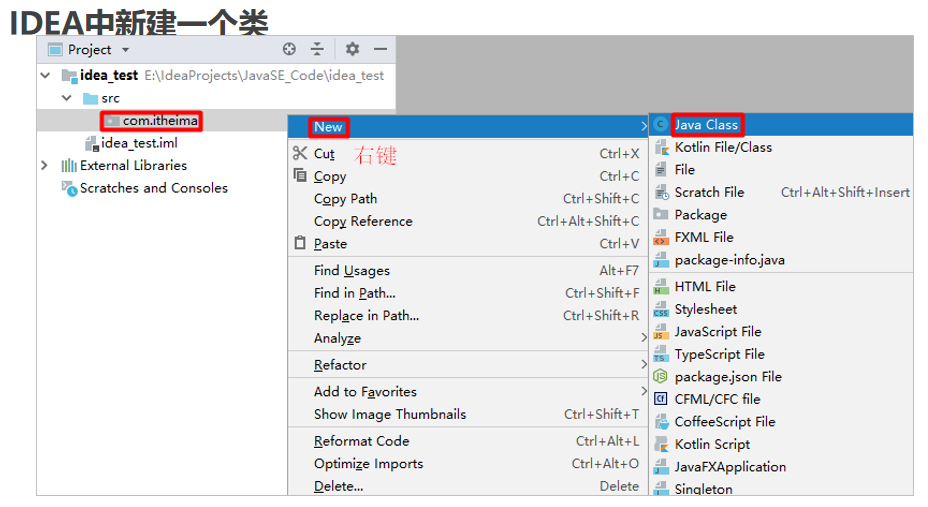 IDEA中新建一个类
Project
idea_test E:\IdeaProjects\JavaSE_Code\idea_test
src
com.itheima
idea_test.iml
External Libraries
Scratches and Consoles
New
Cut Ctrl+X
右键
Copy Ctrl+C
Copy Path Ctrl+Shift+C
Copy Reference Ctrl+Alt+Shift+C
Paste Ctrl+V
Find Usages Alt+F7
Find in Path... Ctrl+Shift+F
Replace in Path... Ctrl+Shift+R
Analyze
Refactor
Add to Favorites
Show Image Thumbnails Ctrl+Shift+T
Reformat Code Ctrl+Alt+L
Optimize Imports Ctrl+Alt+O
Delete... Delete
Java Class
Kotlin File/Class
File
Scratch File Ctrl+Alt+Shift+Insert
Package
FXML File
package-info.java
HTML File
Stylesheet
JavaScript File
TypeScript File
package.json File
CFML/CFC file
CoffeeScript File
Kotlin Script
JavaFXApplication
Singleton